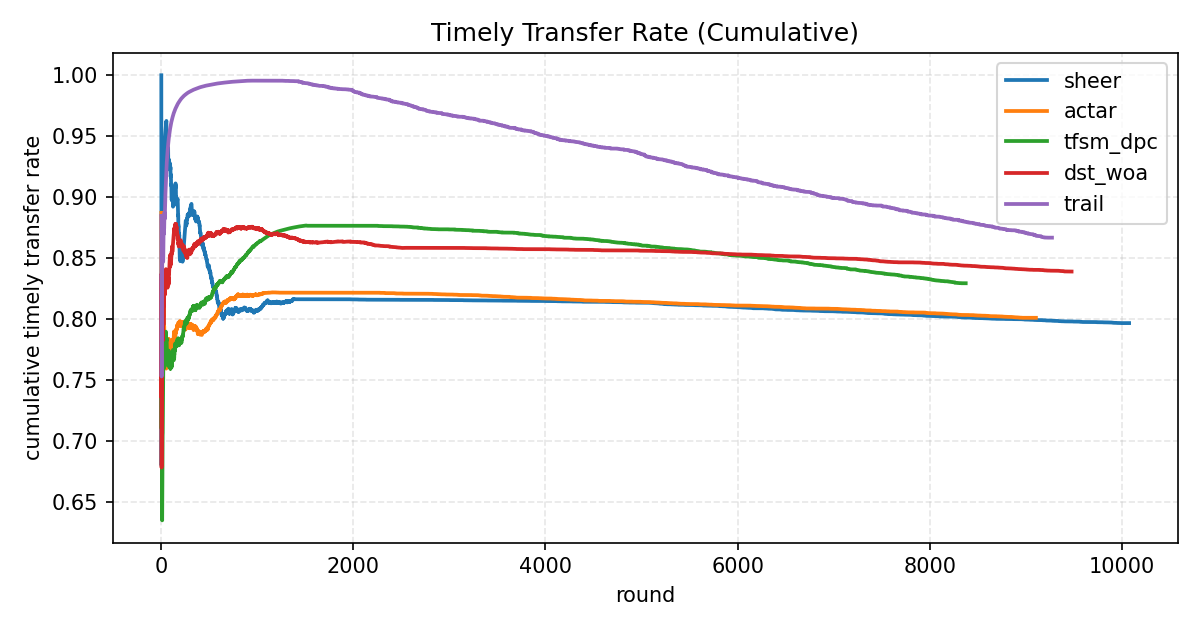 Timely Transfer Rate (Cumulative)
cumulative timely transfer rate
1.00
0.95
0.90
0.85
0.80
0.75
0.70
0.65
sheer
actar
tfsm_dpc
dst_woa
trail
0 2000 4000 6000 8000 10000
round